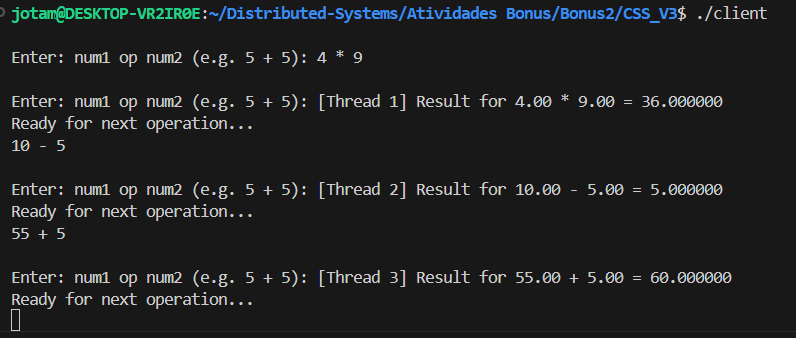 jotam@DESKTOP-VR2IR0E:~/Distributed-Systems/Atividades Bonus/Bonus2/CSS_V3$ ./client
Enter: num1 op num2 (e.g. 5 + 5): 4 * 9
Enter: num1 op num2 (e.g. 5 + 5): [Thread 1] Result for 4.00 * 9.00 = 36.000000
Ready for next operation...
10 - 5
Enter: num1 op num2 (e.g. 5 + 5): [Thread 2] Result for 10.00 - 5.00 = 5.000000
Ready for next operation...
55 + 5
Enter: num1 op num2 (e.g. 5 + 5): [Thread 3] Result for 55.00 + 5.00 = 60.000000
Ready for next operation...